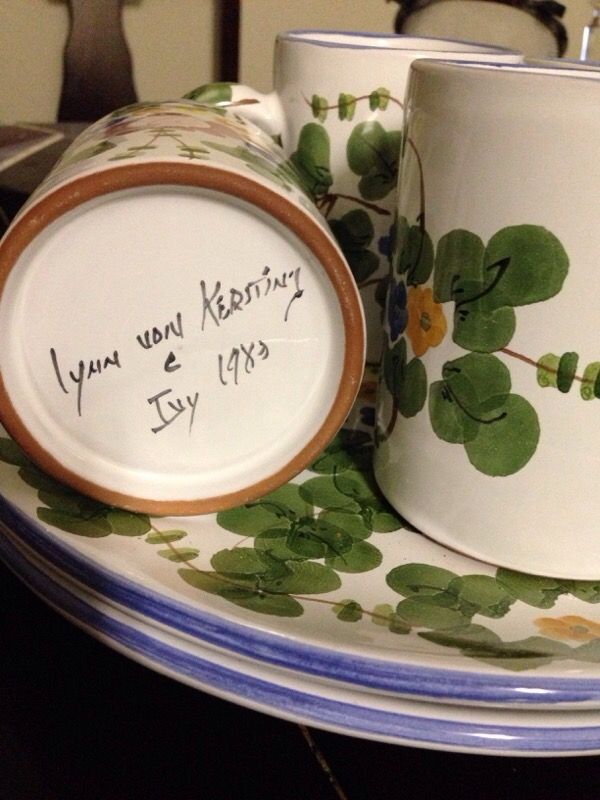 Lynn von Kersting
c
Ivy 1983